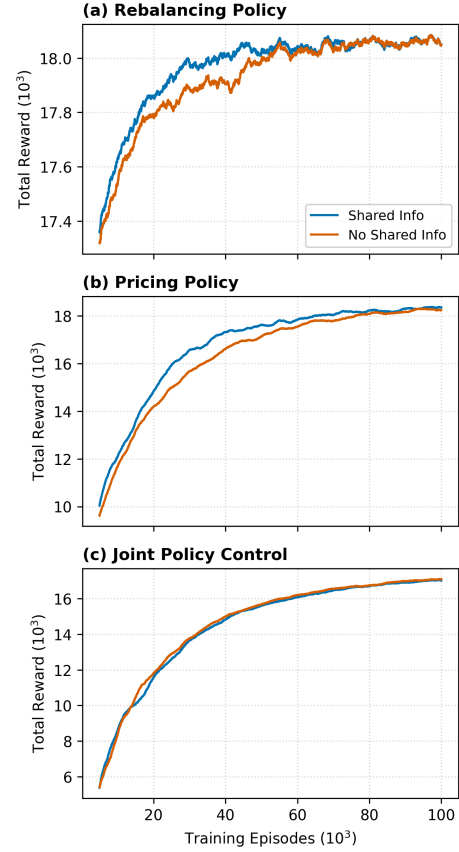 (a) Rebalancing Policy
Total Reward (10³)
18.0
17.8
17.6
17.4
Shared Info
No Shared Info
(b) Pricing Policy
Total Reward (10³)
18
16
14
12
10
(c) Joint Policy Control
Total Reward (10³)
16
14
12
10
8
6
20 40 60 80 100
Training Episodes (10³)